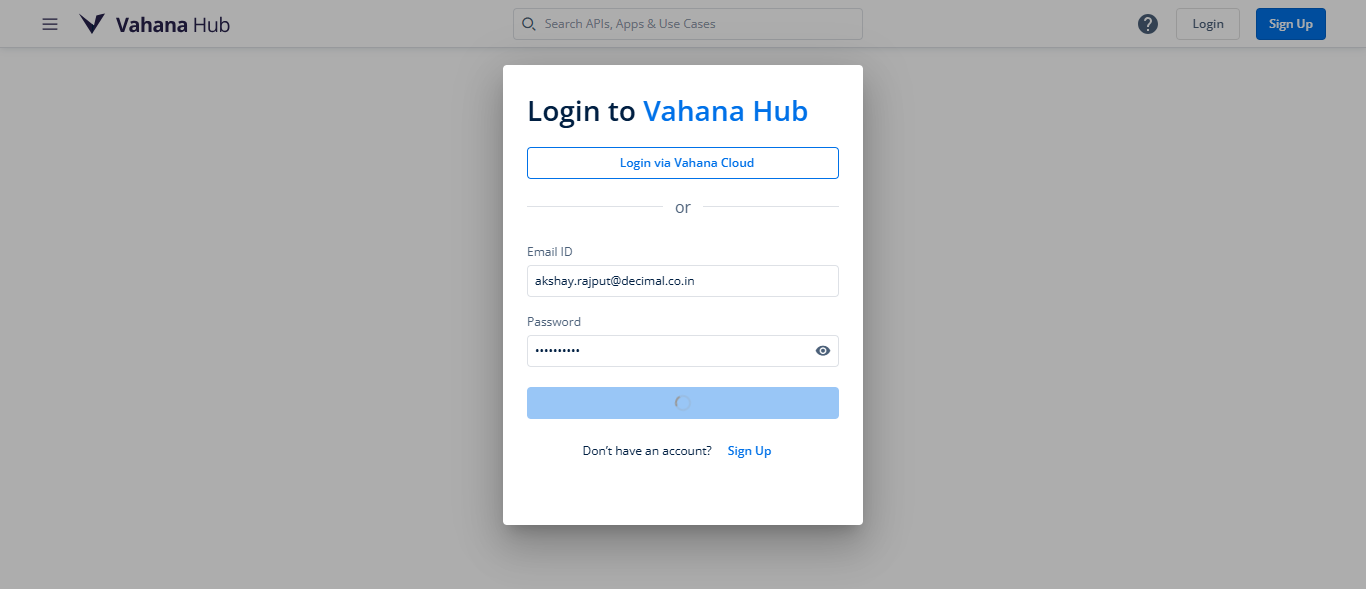 Vahana Hub
Search APIs, Apps & Use Cases
?
Login
Sign Up
Login to Vahana Hub
Login via Vahana Cloud
or
Email ID
akshay.rajput@decimal.co.in
Password
••••••••••
Don't have an account? Sign Up